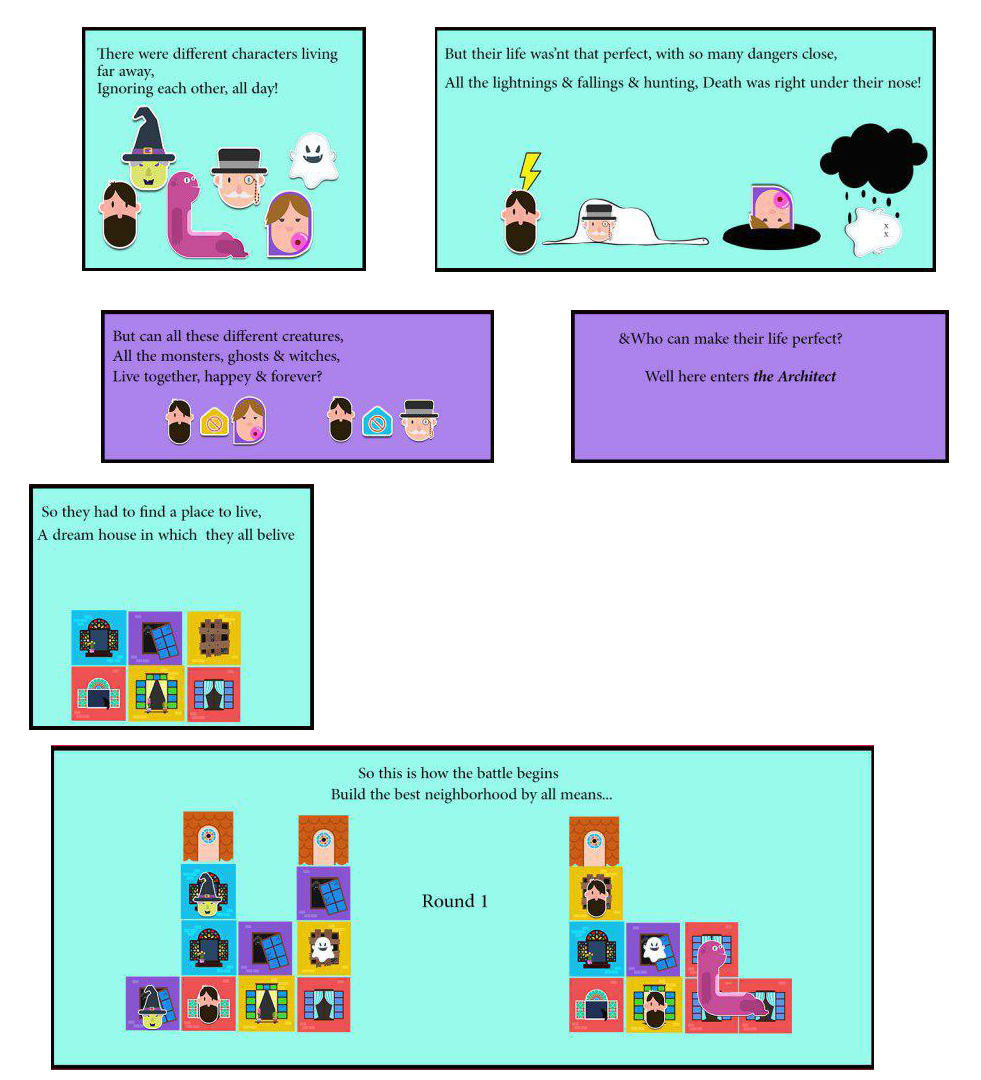 There were different characters living
far away,
Ignoring each other, all day!
But their life was'nt that perfect, with so many dangers close,
All the lightnings & fallings & hunting, Death was right under their nose!
But can all these different creatures,
All the monsters, ghosts & witches,
Live together, happey & forever?
&Who can make their life perfect?
Well here enters the Architect
So they had to find a place to live,
A dream house in which they all belive
So this is how the battle begins
Build the best neighborhood by all means...
Round 1